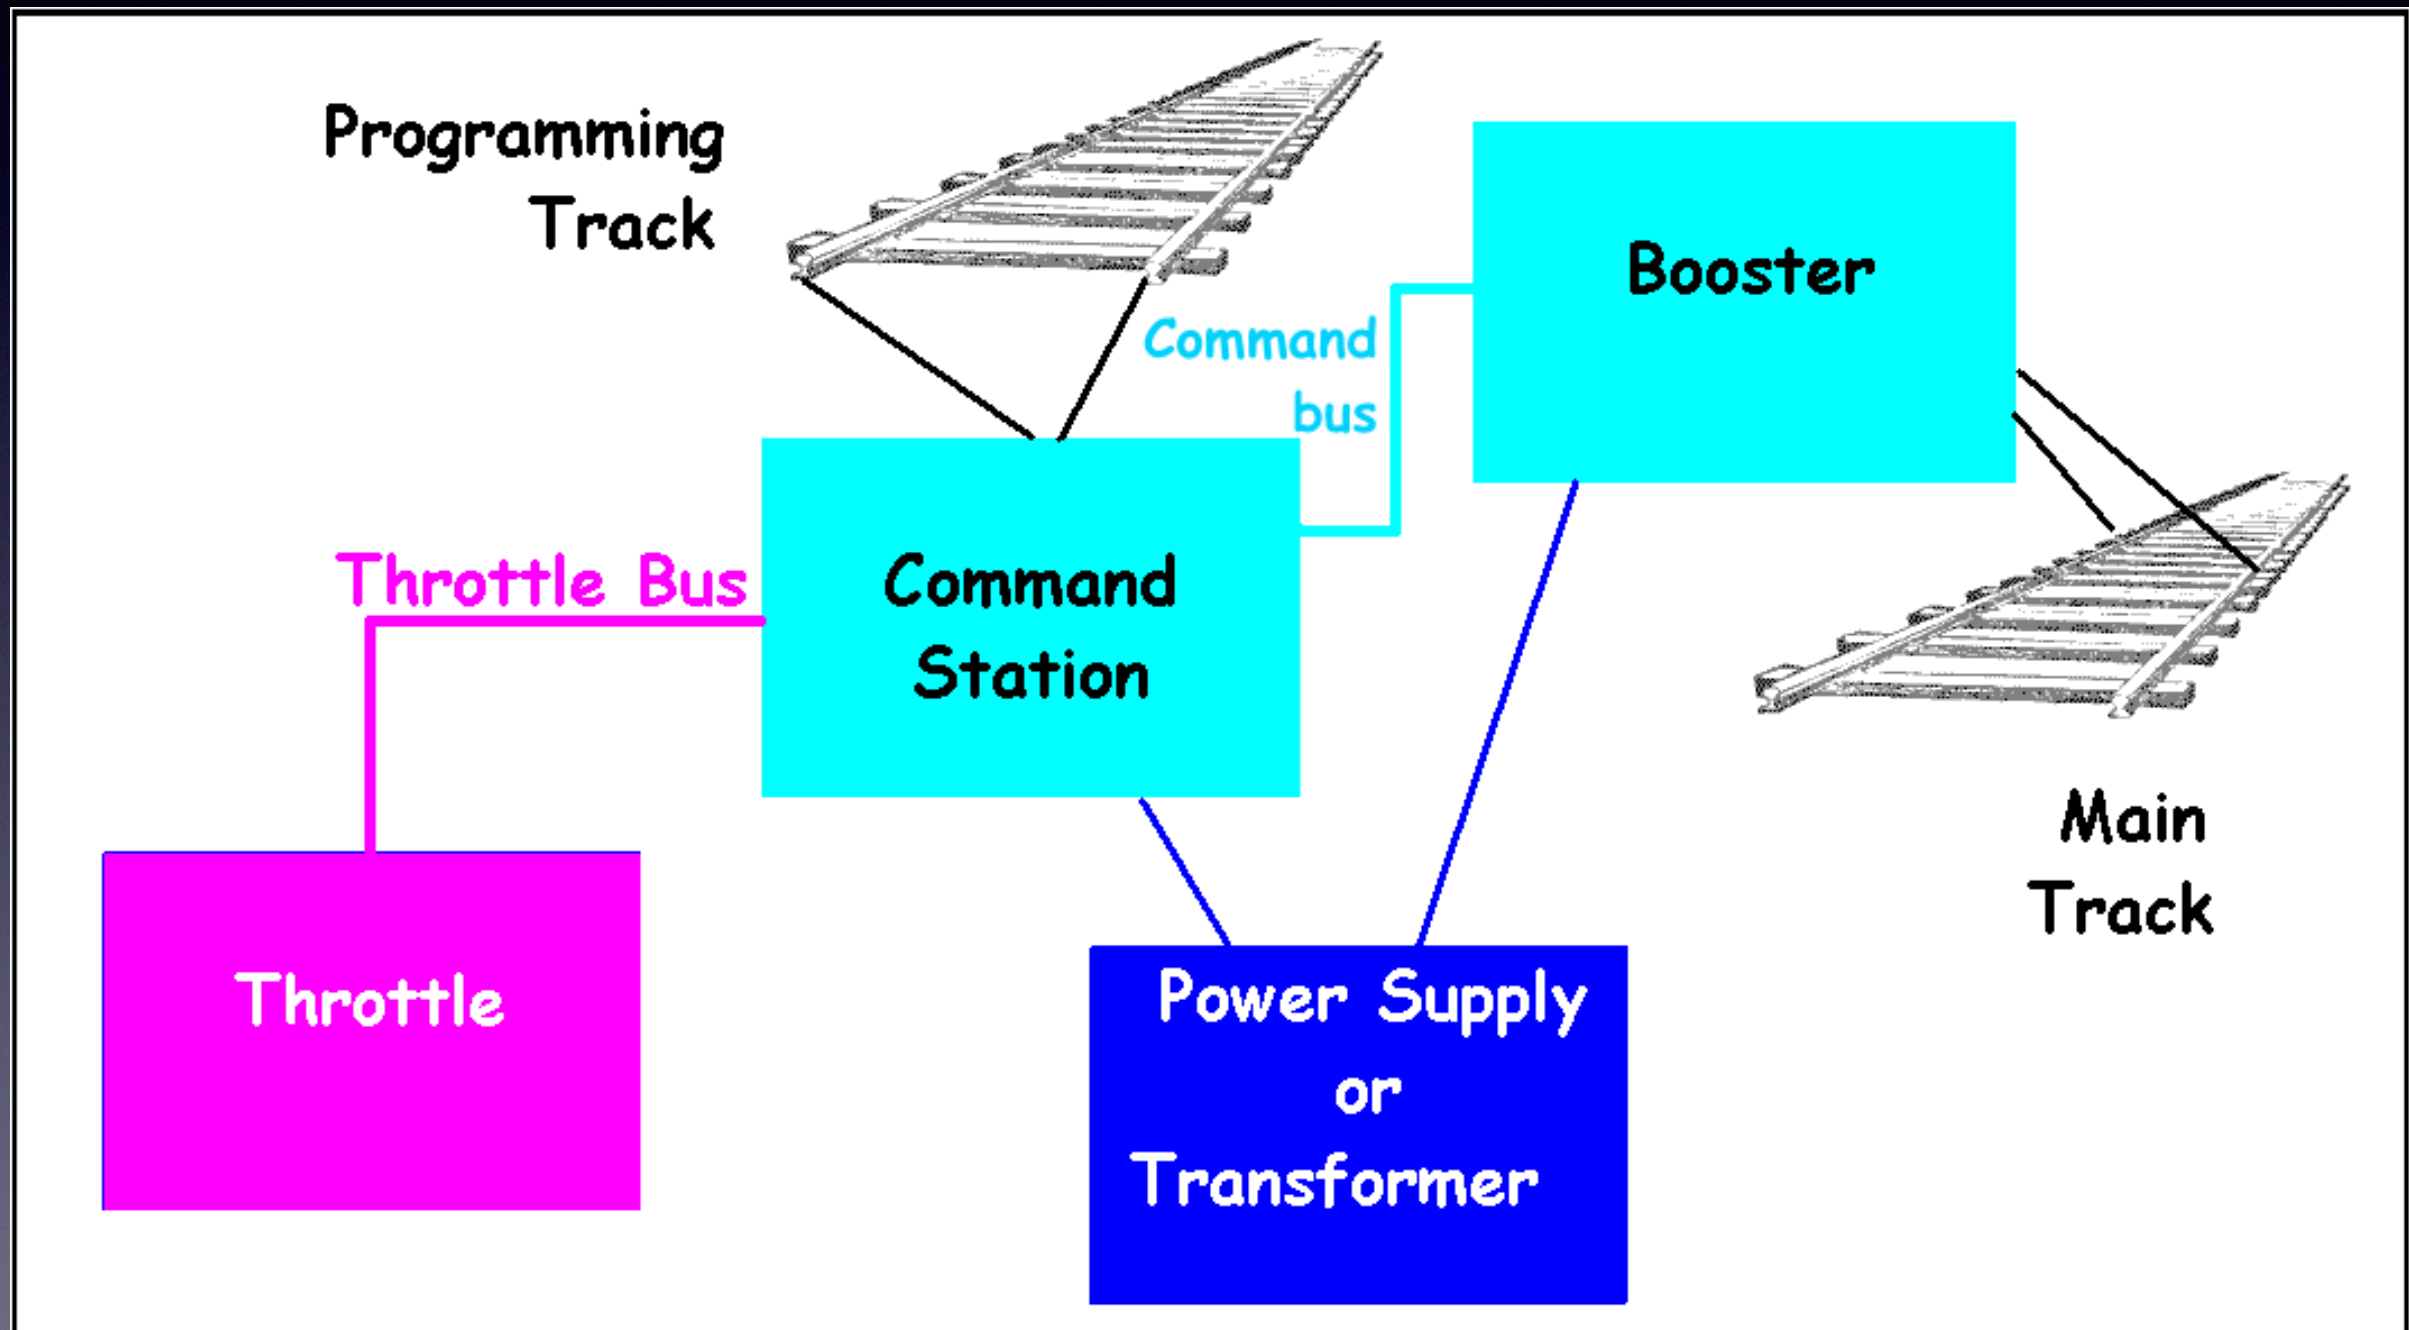 Programming
Track
Booster
Command
bus
Throttle Bus
Command
Station
Main
Track
Throttle
Power Supply
or
Transformer